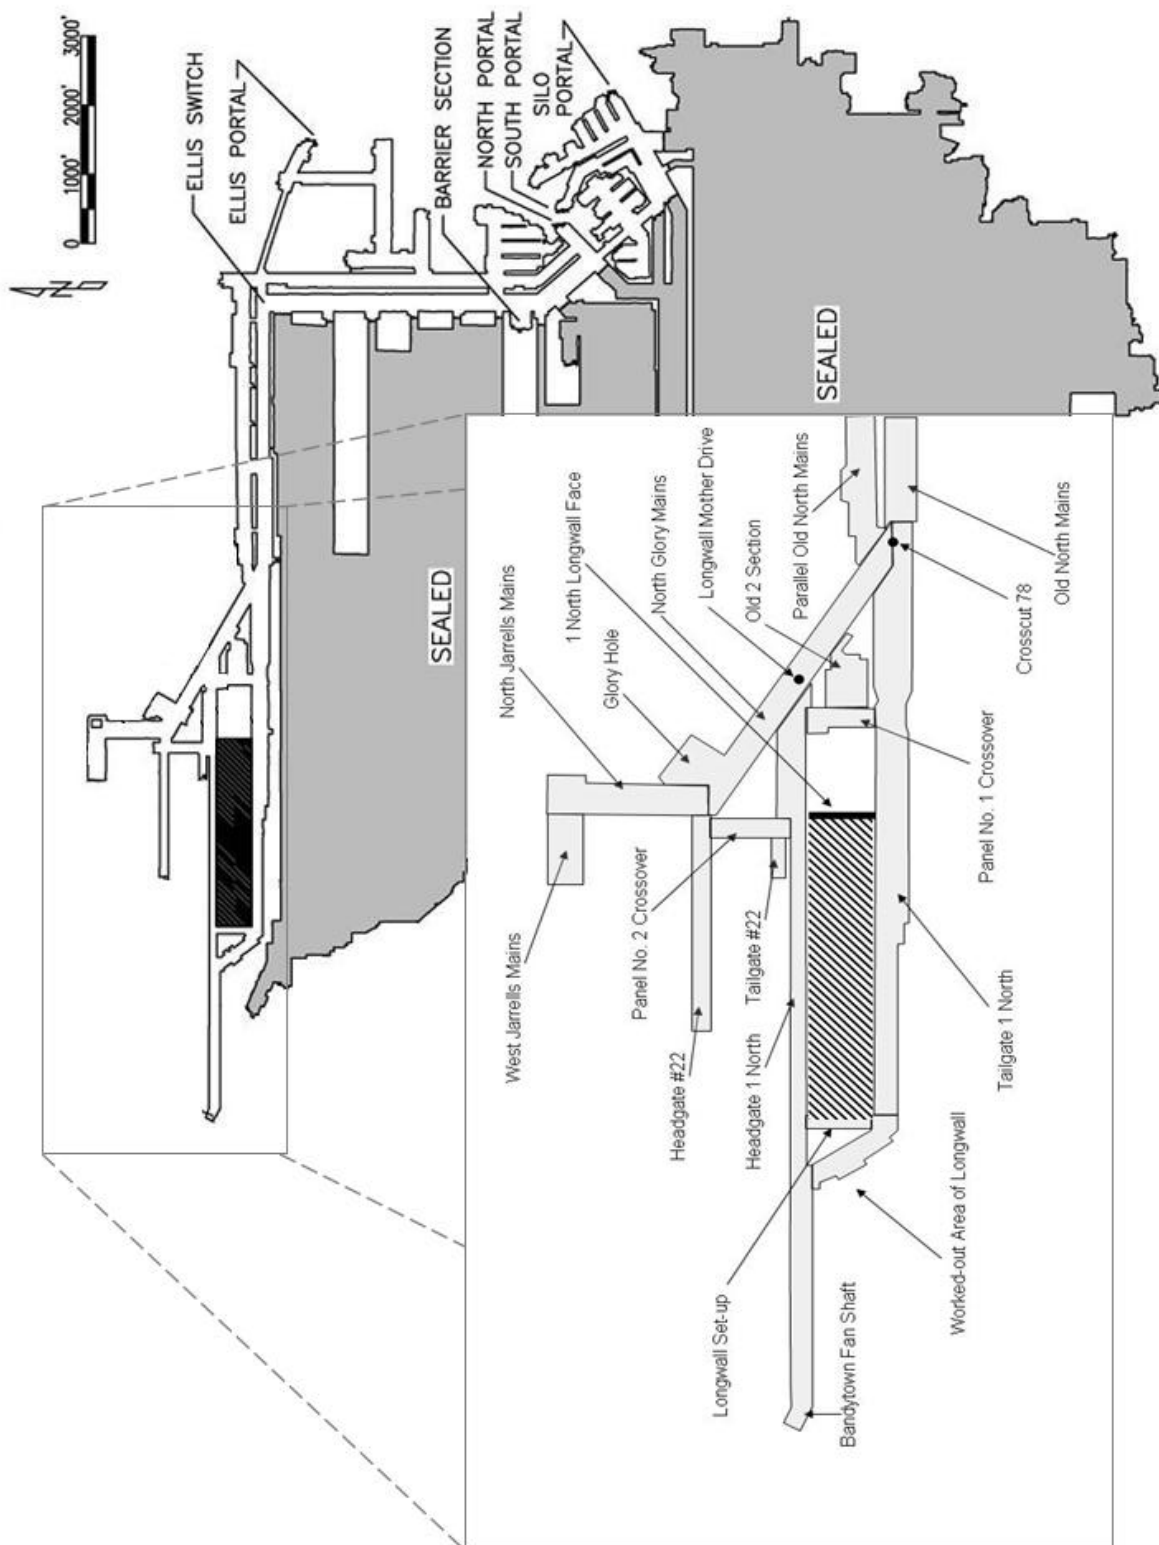 0 1000' 2000' 3000'
N
ELLIS SWITCH
ELLIS PORTAL
BARRIER SECTION
NORTH PORTAL
SOUTH PORTAL
SILO
PORTAL
SEALED
SEALED
North Jarrells Mains
Glory Hole
1 North Longwall Face
North Glory Mains
Longwall Mother Drive
Old 2 Section
Parallel Old North Mains
Crosscut 78
Old North Mains
West Jarrells Mains
Panel No. 2 Crossover
Headgate #22
Tailgate #22
Headgate 1 North
Panel No. 1 Crossover
Tailgate 1 North
Longwall Set-up
Worked-out Area of Longwall
Bandytown Fan Shaft